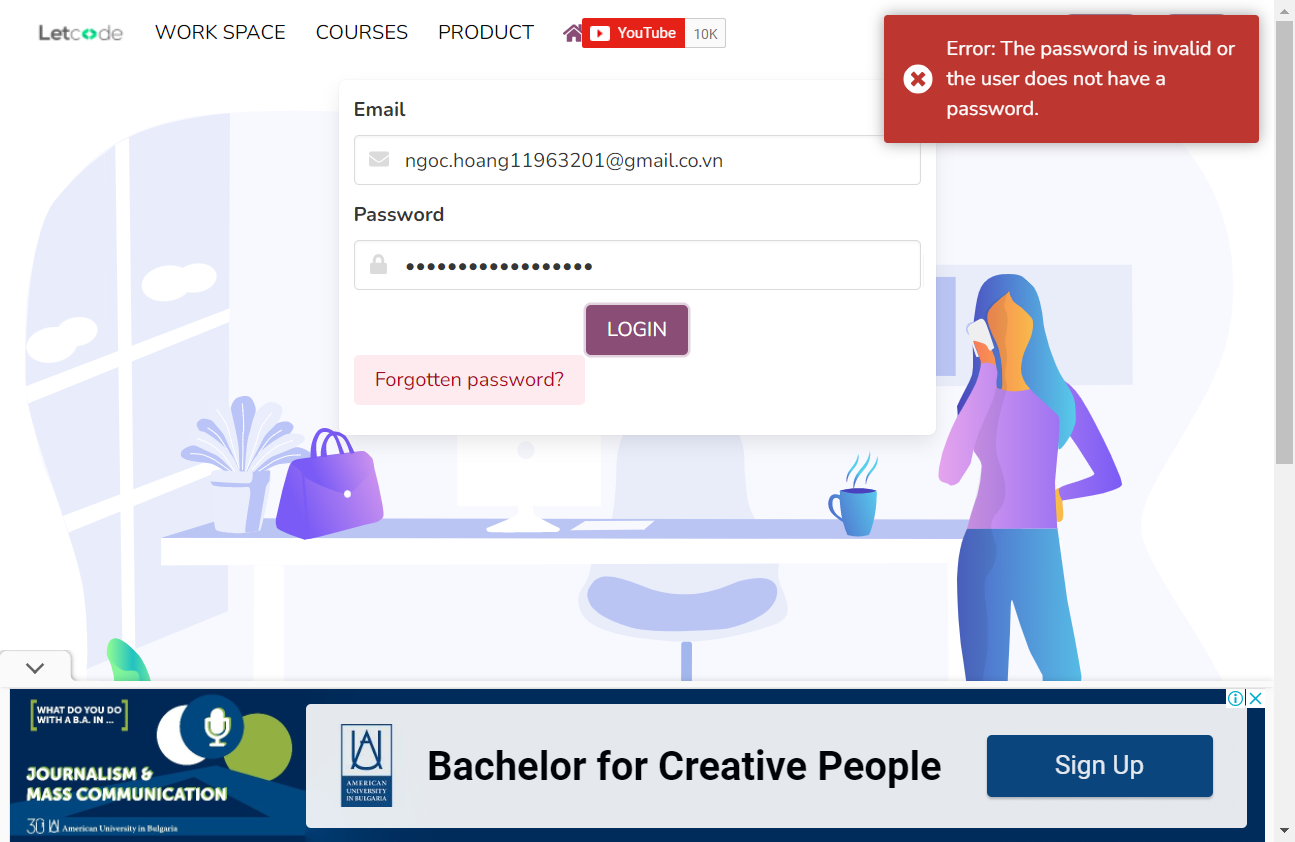 Letcode
WORK SPACE
COURSES
PRODUCT
YouTube
10K
Error: The password is invalid or
the user does not have a
password.
Email
ngoc.hoang11963201@gmail.co.vn
Password
••••••••••••••••••
LOGIN
Forgotten password?
WHAT DO YOU DO
WITH A B.A. IN ...
JOURNALISM &
MASS COMMUNICATION
30 American University in Bulgaria
AMERICAN
UNIVERSITY
IN BULGARIA
Bachelor for Creative People
Sign Up